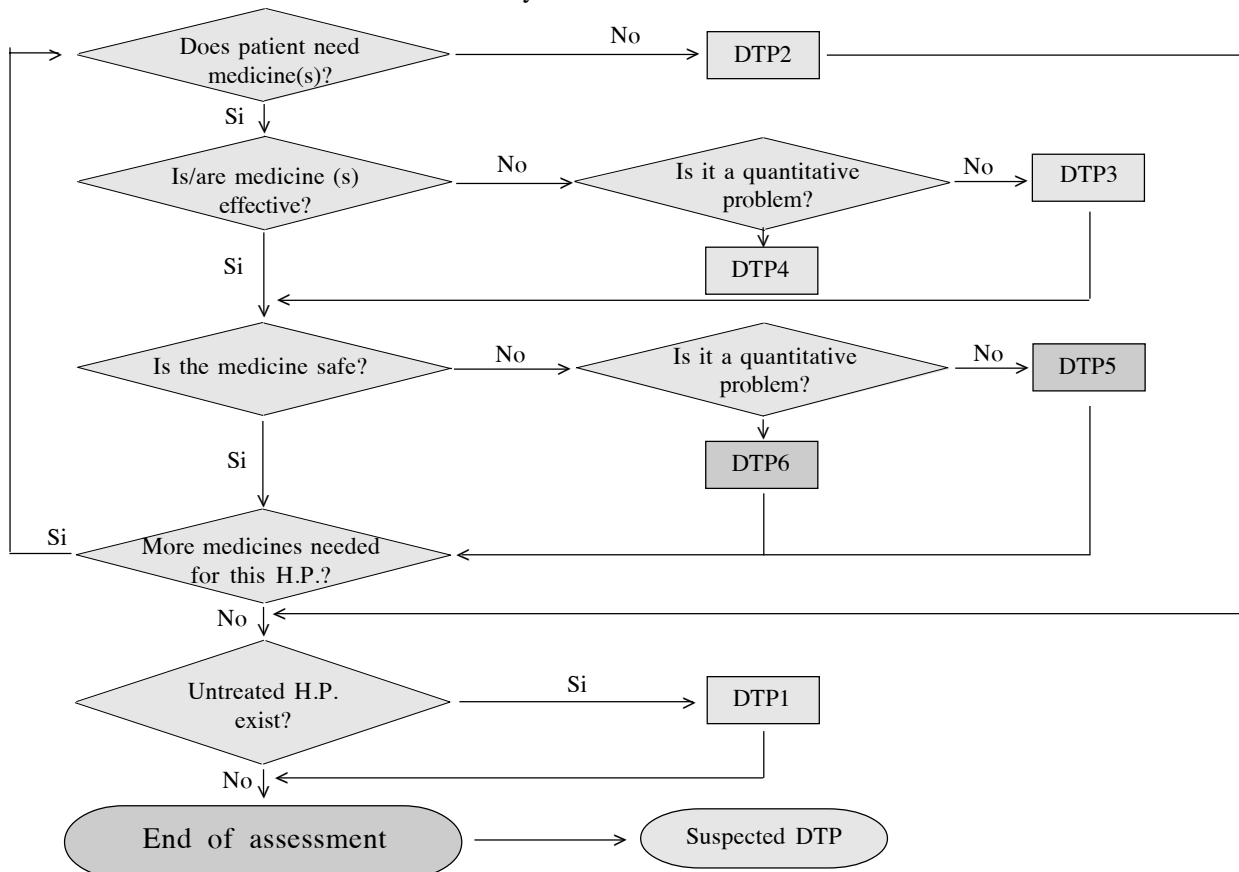 No
Does patient need
medicine(s)?
DTP2
Si
Is/are medicine (s)
effective?
No
Is it a quantitative
problem?
No
DTP3
Si
DTP4
Is the medicine safe?
No
Is it a quantitative
problem?
No
DTP5
Si
DTP6
Si
More medicines needed
for this H.P.?
No
Untreated H.P.
exist?
Si
DTP1
No
End of assessment
Suspected DTP